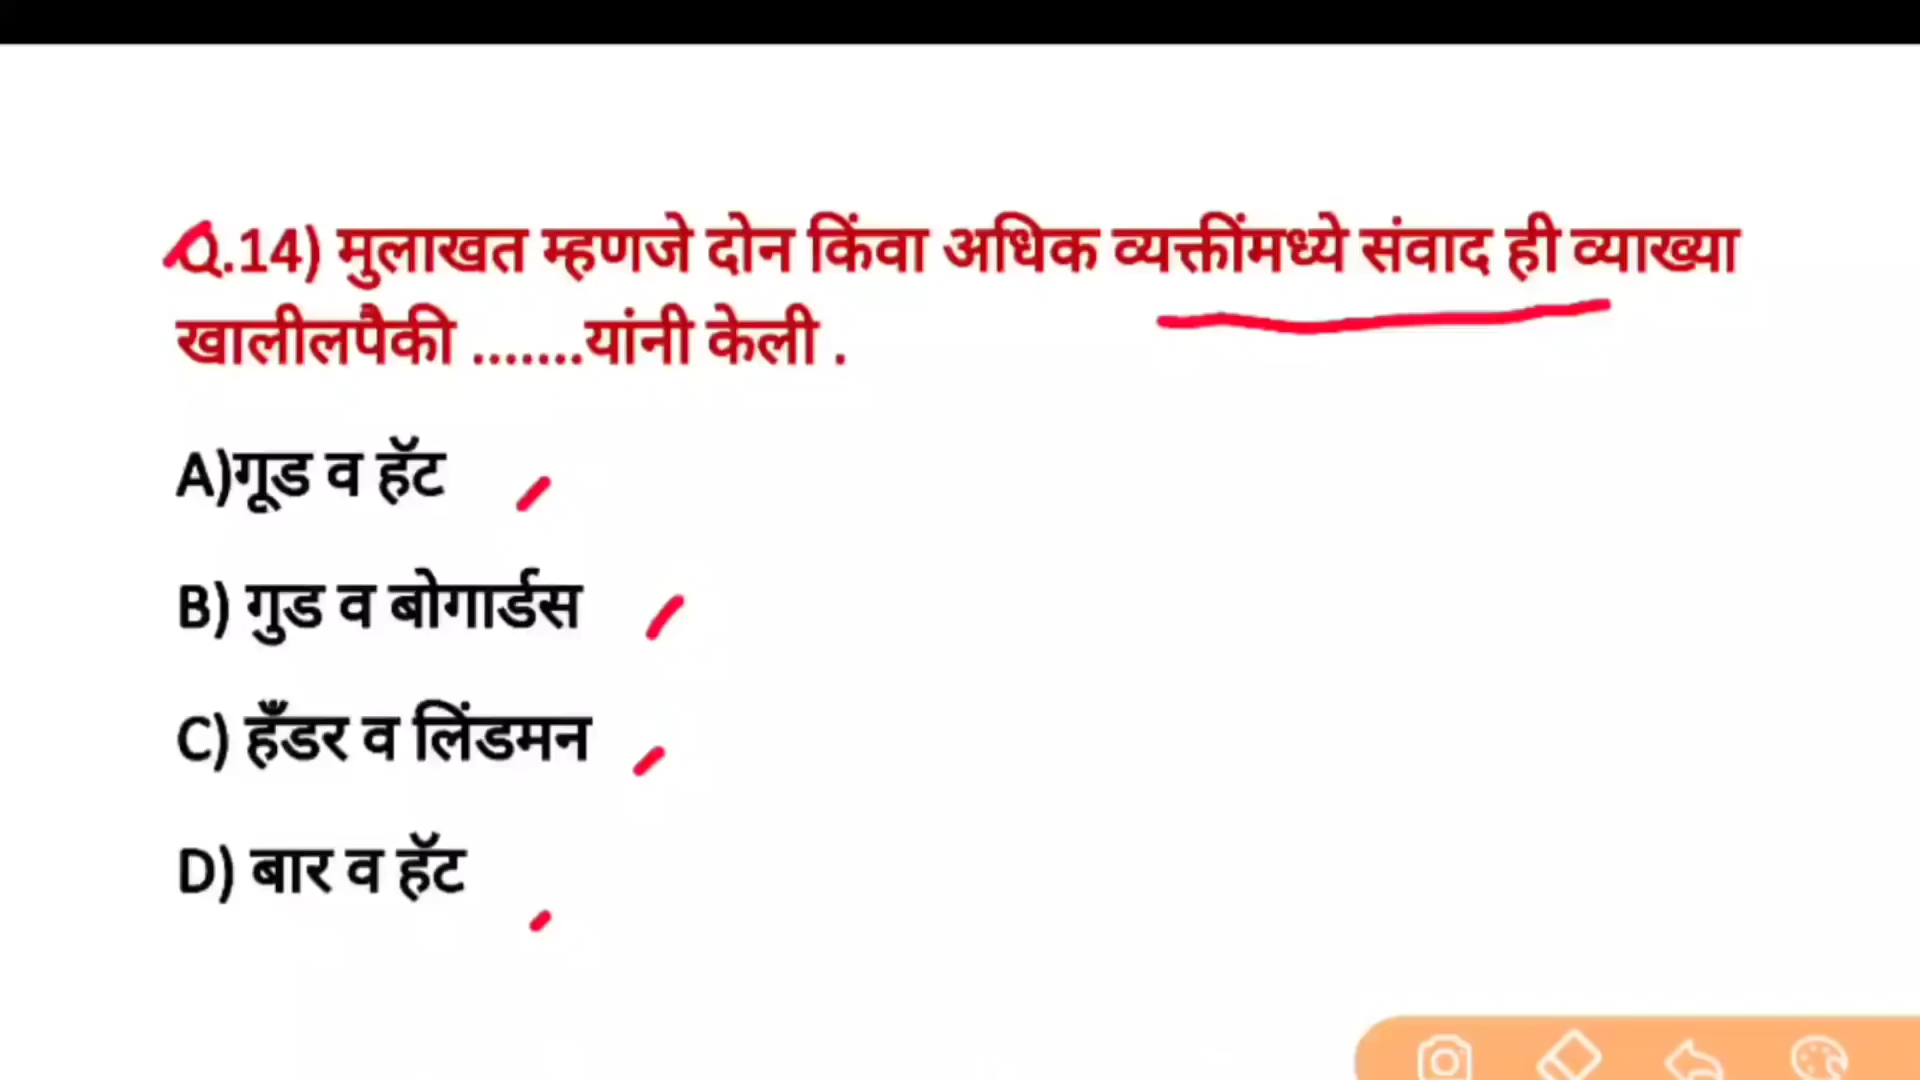 Q.14) मुलाखत म्हणजे दोन किंवा अधिक व्यक्तींमध्ये संवाद ही व्याख्या
खालीलपैकी .......यांनी केली .
A)गूड व हॅट
B) गुड व बोगार्डस
C) हँडर व लिंडमन
D) बार व हॅट